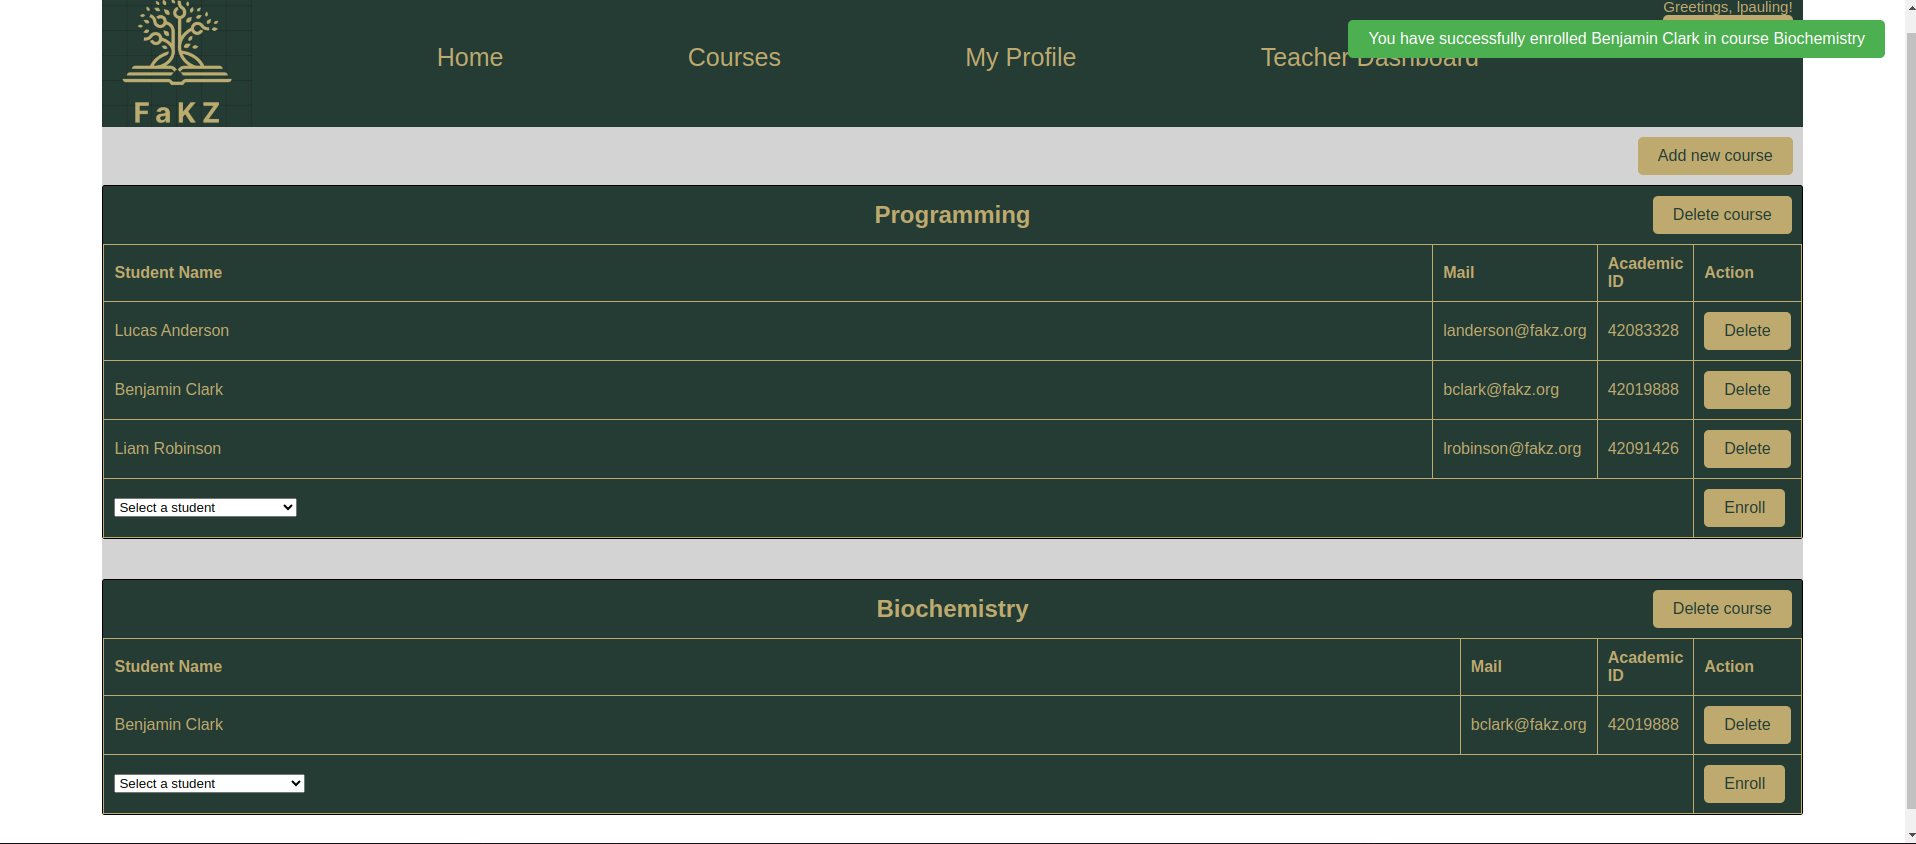 Greetings, lpauling!
You have successfully enrolled Benjamin Clark in course Biochemistry
FaKZ
Home
Courses
My Profile
Teacher Dashboard
Add new course
Programming
Delete course
Student Name
Mail
Academic
ID
Action
Lucas Anderson
landerson@fakz.org
42083328
Delete
Benjamin Clark
bclark@fakz.org
42019888
Delete
Liam Robinson
lrobinson@fakz.org
42091426
Delete
Select a student
Enroll
Biochemistry
Delete course
Student Name
Mail
Academic
ID
Action
Benjamin Clark
bclark@fakz.org
42019888
Delete
Select a student
Enroll